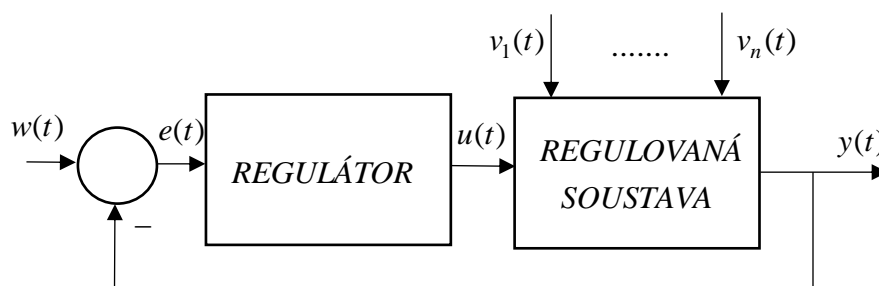 v₁(t) ....... vₙ(t)
w(t) e(t) REGULÁTOR u(t) REGULOVANÁ y(t)
SOUSTAVA
–